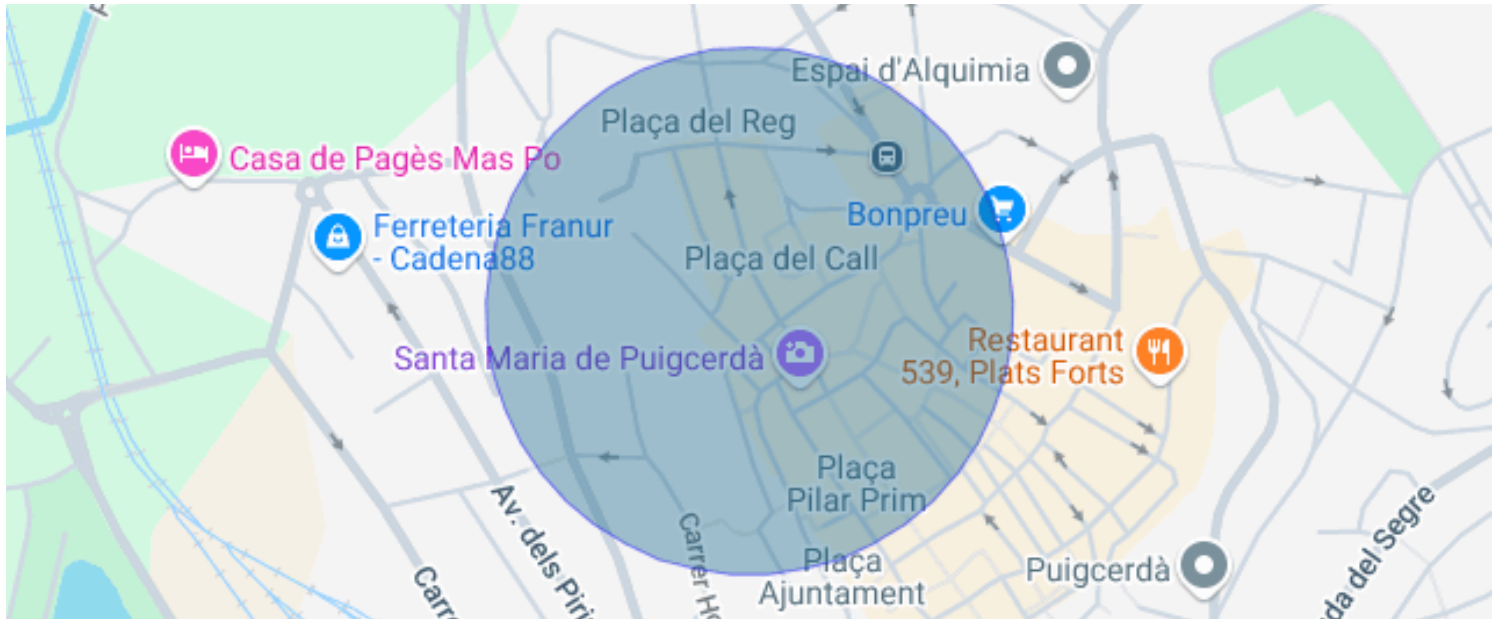 Espai d'Alquimia
Plaça del Reg
Casa de Pagès Mas Po
Bonpreu
Ferreteria Franur
- Cadena88
Plaça del Call
Restaurant
539, Plats Forts
Santa Maria de Puigcerdà
Plaça
Pilar Prim
Av. dels Piri
Carrer Ho
da del Segre
Plaça
Ajuntament
Puigcerdà
Carre